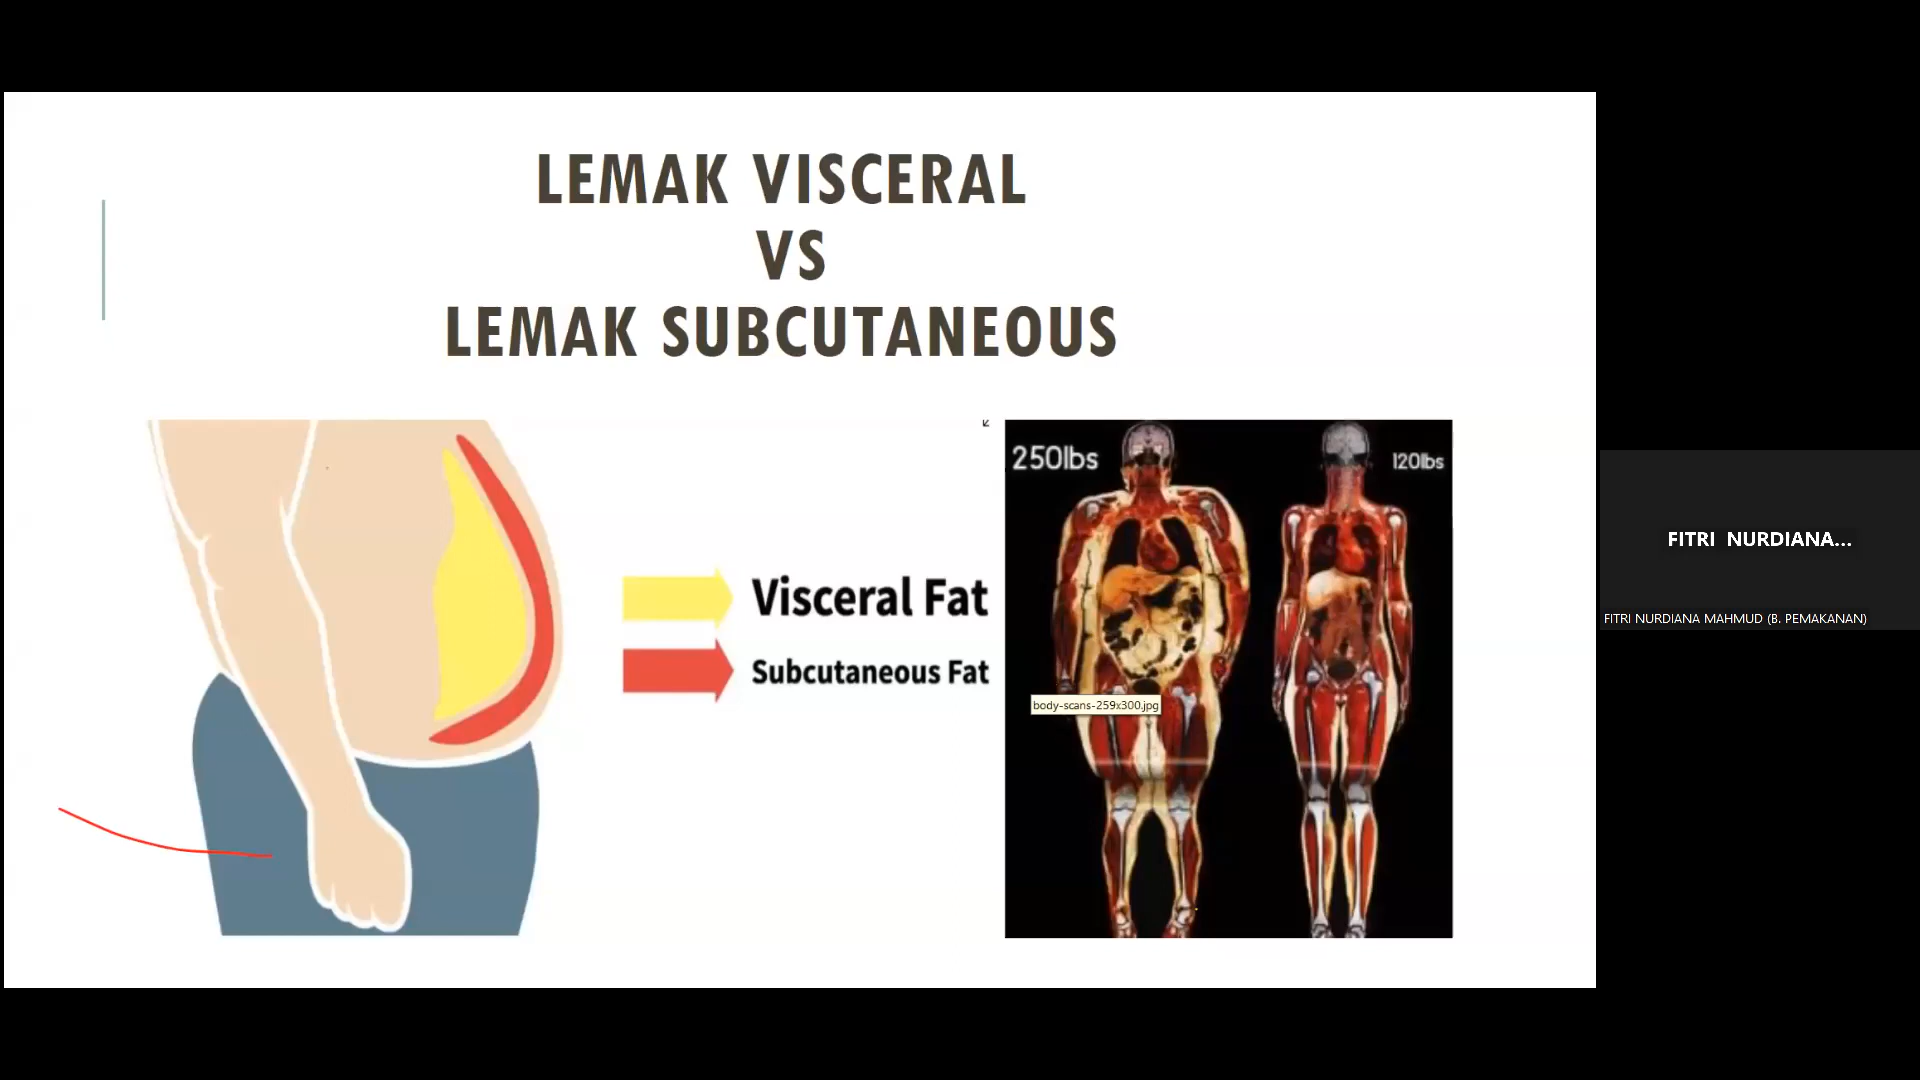 LEMAK VISCERAL
VS
LEMAK SUBCUTANEOUS
Visceral Fat
Subcutaneous Fat
250lbs
120lbs
body-scans-259x300.jpg
FITRI NURDIANA...
FITRI NURDIANA MAHMUD (B. PEMAKANAN)